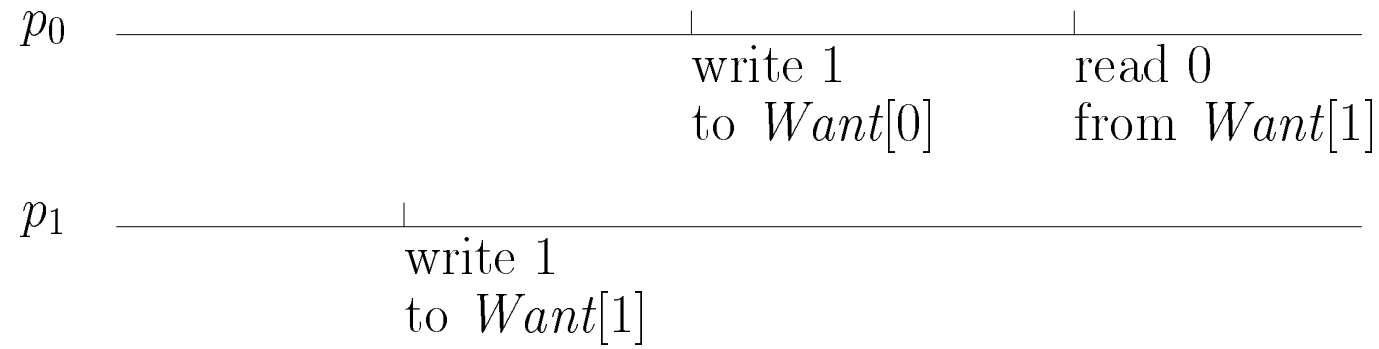 p₀
write 1 read 0
to Want[0] from Want[1]
p₁
write 1
to Want[1]